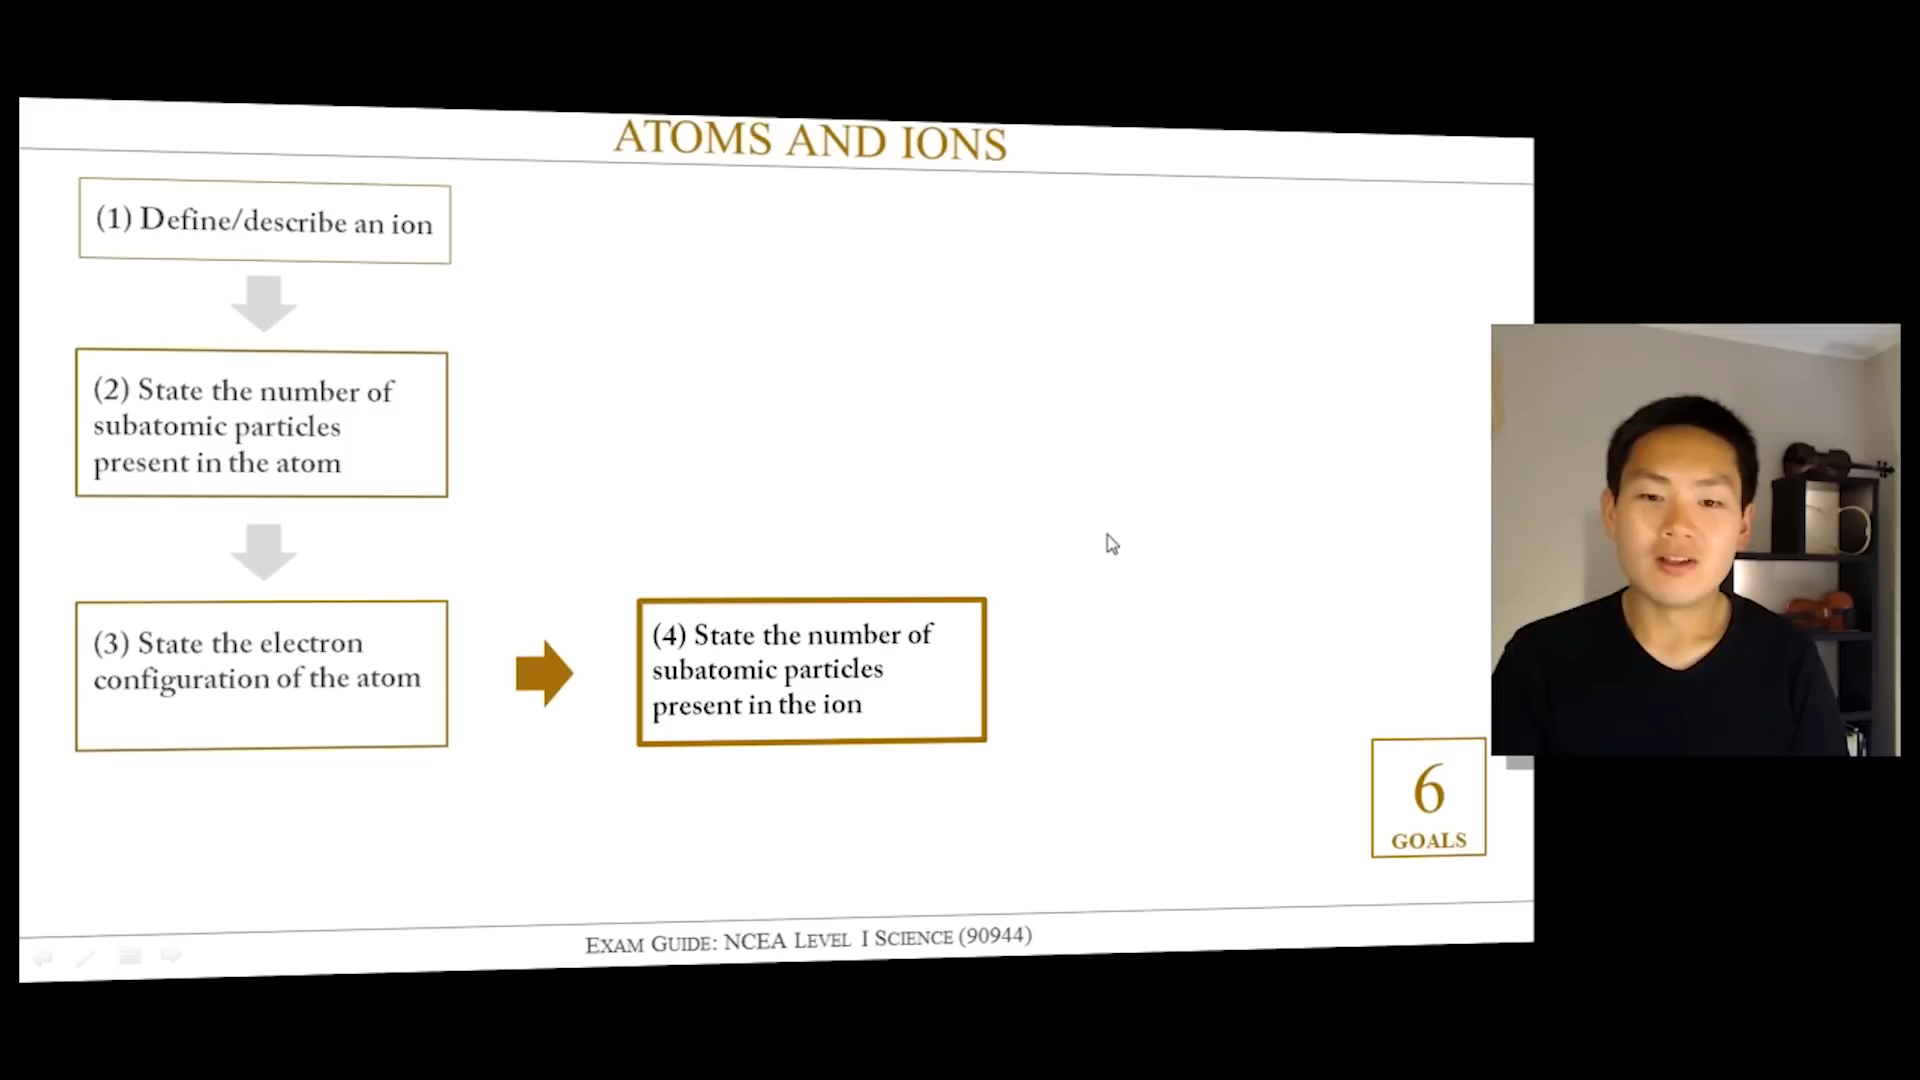 ATOMS AND IONS
(1) Define/describe an ion
(2) State the number of
subatomic particles
present in the atom
(3) State the electron
configuration of the atom
(4) State the number of
subatomic particles
present in the ion
6
GOALS
EXAM GUIDE: NCEA LEVEL I SCIENCE (90944)